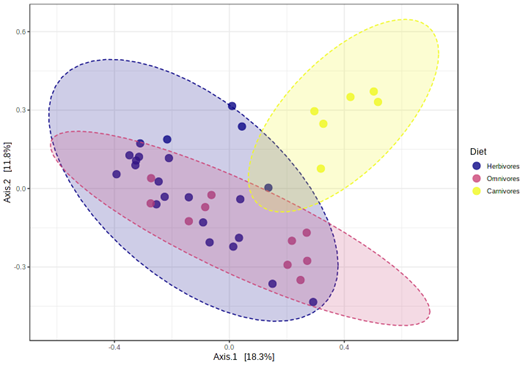 0.6
0.3
0.0
-0.3
Axis.2 [11.8%]
-0.4
0.0
0.4
Axis.1 [18.3%]
Diet
Herbivores
Omnivores
Carnivores